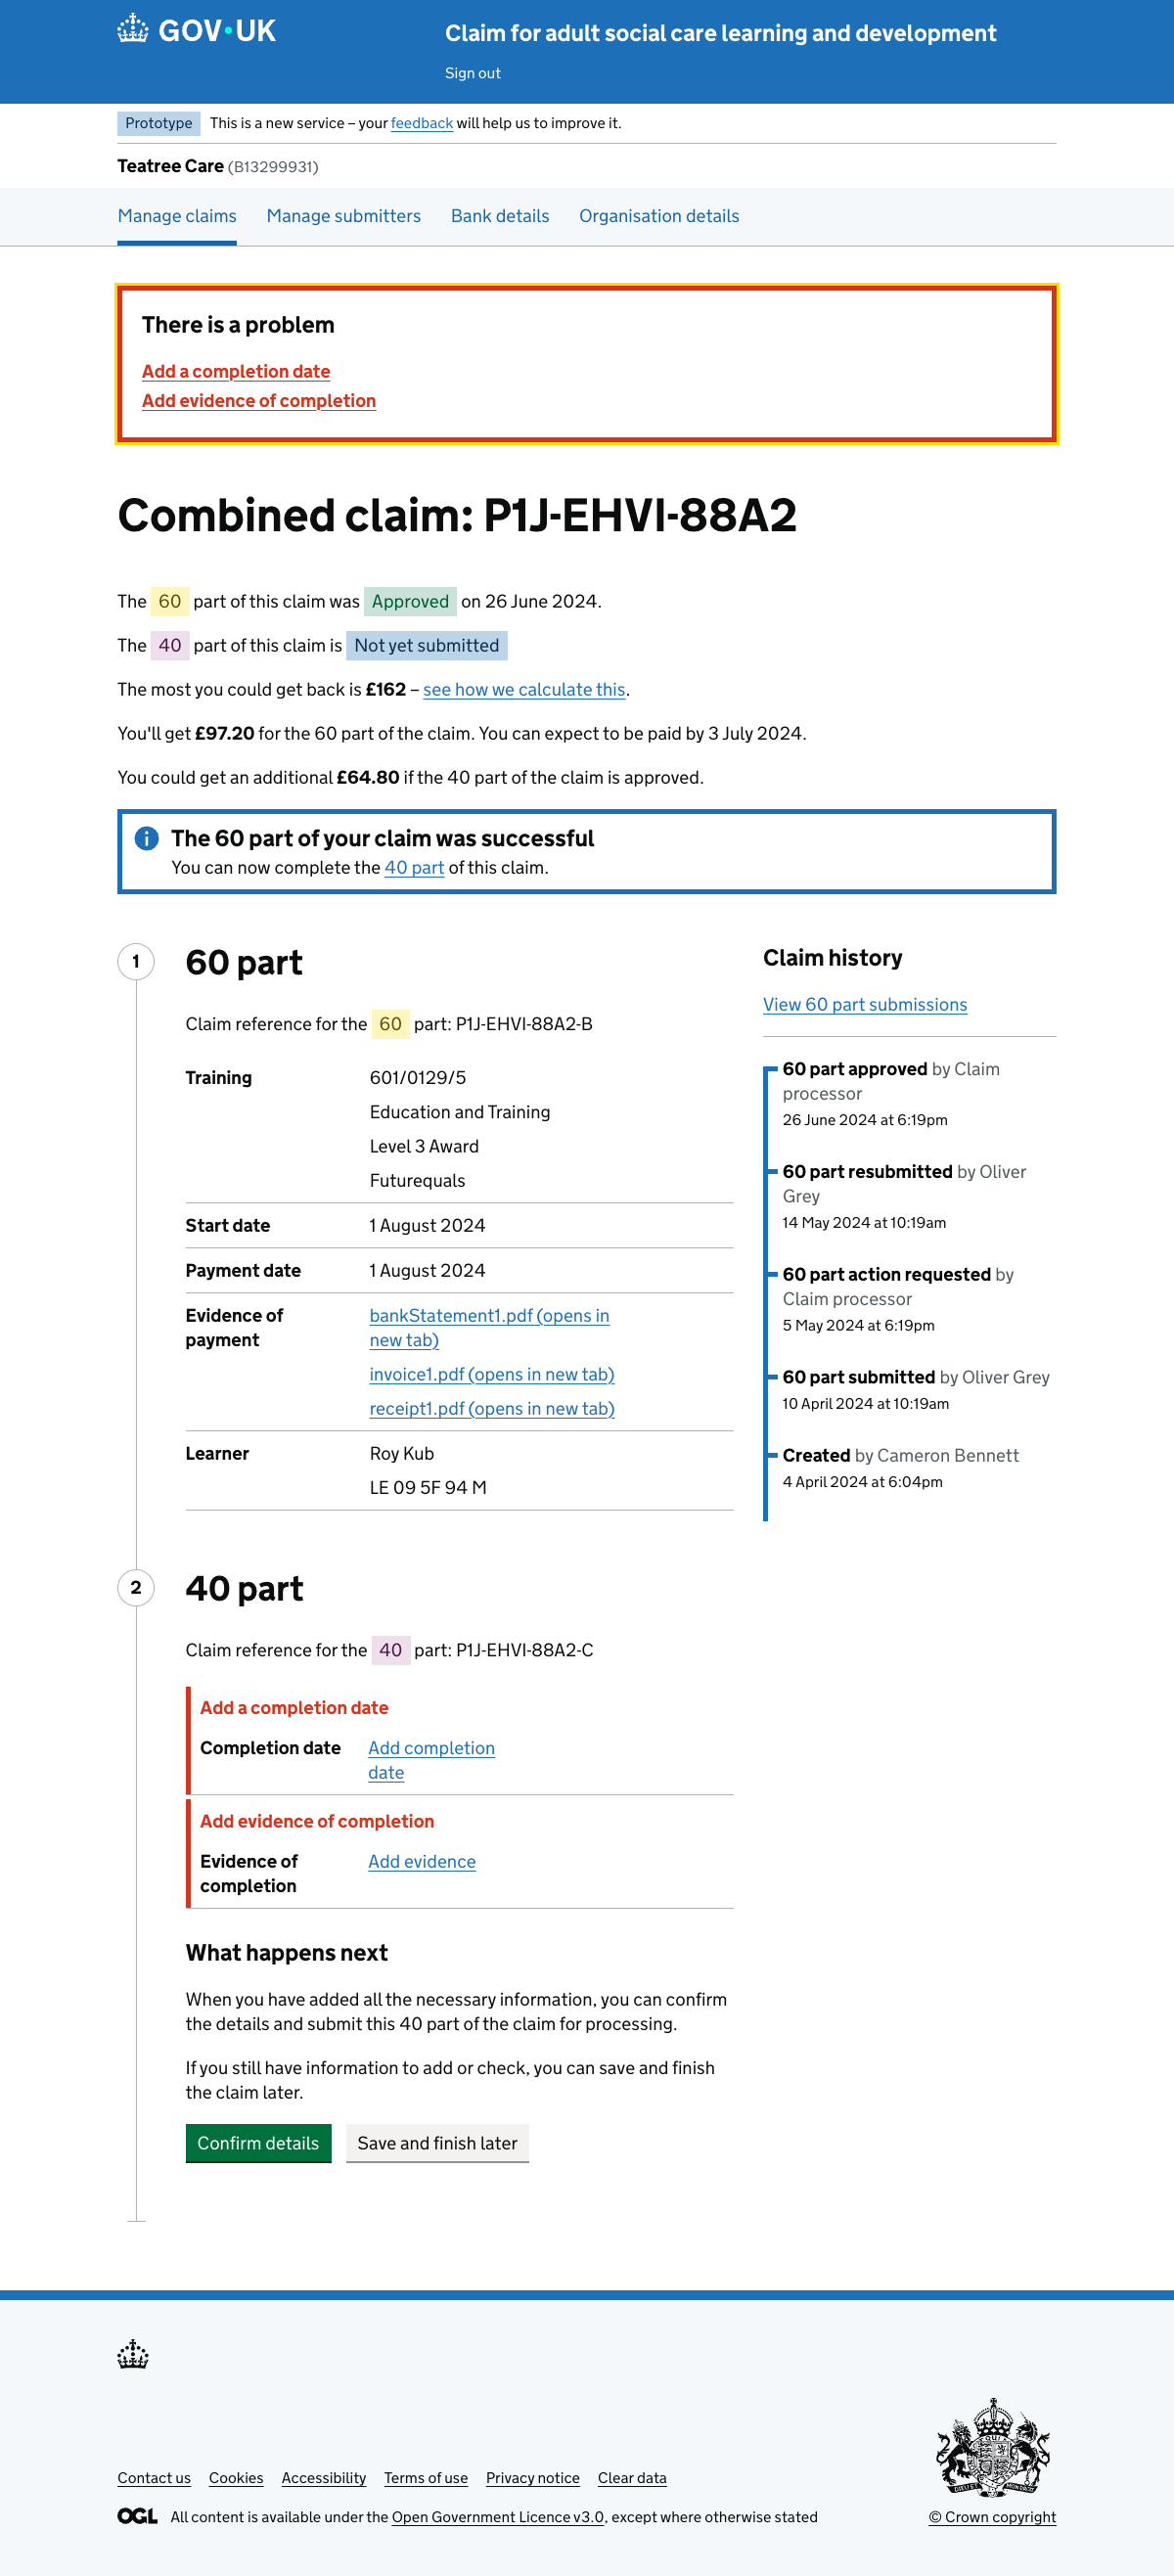 GOV·UK
Claim for adult social care learning and development
Sign out
Prototype This is a new service – your feedback will help us to improve it.
Teatree Care (B13299931)
Manage claims Manage submitters Bank details Organisation details
There is a problem
Add a completion date
Add evidence of completion
Combined claim: P1J-EHVI-88A2
The 60 part of this claim was Approved on 26 June 2024.
The 40 part of this claim is Not yet submitted
The most you could get back is £162 – see how we calculate this.
You'll get £97.20 for the 60 part of the claim. You can expect to be paid by 3 July 2024.
You could get an additional £64.80 if the 40 part of the claim is approved.
The 60 part of your claim was successful
You can now complete the 40 part of this claim.
1
60 part
Claim reference for the 60 part: P1J-EHVI-88A2-B
Training 601/0129/5
Education and Training
Level 3 Award
Futurequals
Start date 1 August 2024
Payment date 1 August 2024
Evidence of payment
bankStatement1.pdf (opens in
new tab)
invoice1.pdf (opens in new tab)
receipt1.pdf (opens in new tab)
Learner Roy Kub
LE 09 5F 94 M
Claim history
View 60 part submissions
60 part approved by Claim
processor
26 June 2024 at 6:19pm
60 part resubmitted by Oliver
Grey
14 May 2024 at 10:19am
60 part action requested by
Claim processor
5 May 2024 at 6:19pm
60 part submitted by Oliver Grey
10 April 2024 at 10:19am
Created by Cameron Bennett
4 April 2024 at 6:04pm
2
40 part
Claim reference for the 40 part: P1J-EHVI-88A2-C
Add a completion date
Completion date Add completion
date
Add evidence of completion
Evidence of Add evidence
completion
What happens next
When you have added all the necessary information, you can confirm
the details and submit this 40 part of the claim for processing.
If you still have information to add or check, you can save and finish
the claim later.
Confirm details Save and finish later
Contact us Cookies Accessibility Terms of use Privacy notice Clear data
OGL All content is available under the Open Government Licence v3.0, except where otherwise stated
© Crown copyright